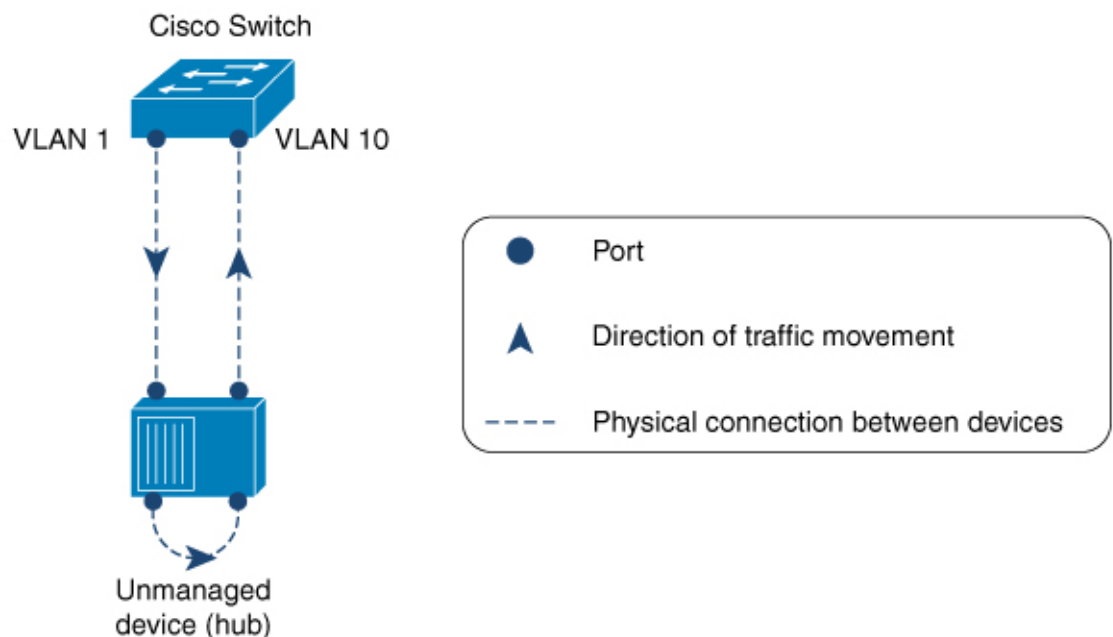 Cisco Switch
VLAN 1
VLAN 10
Port
Direction of traffic movement
Physical connection between devices
Unmanaged
device (hub)